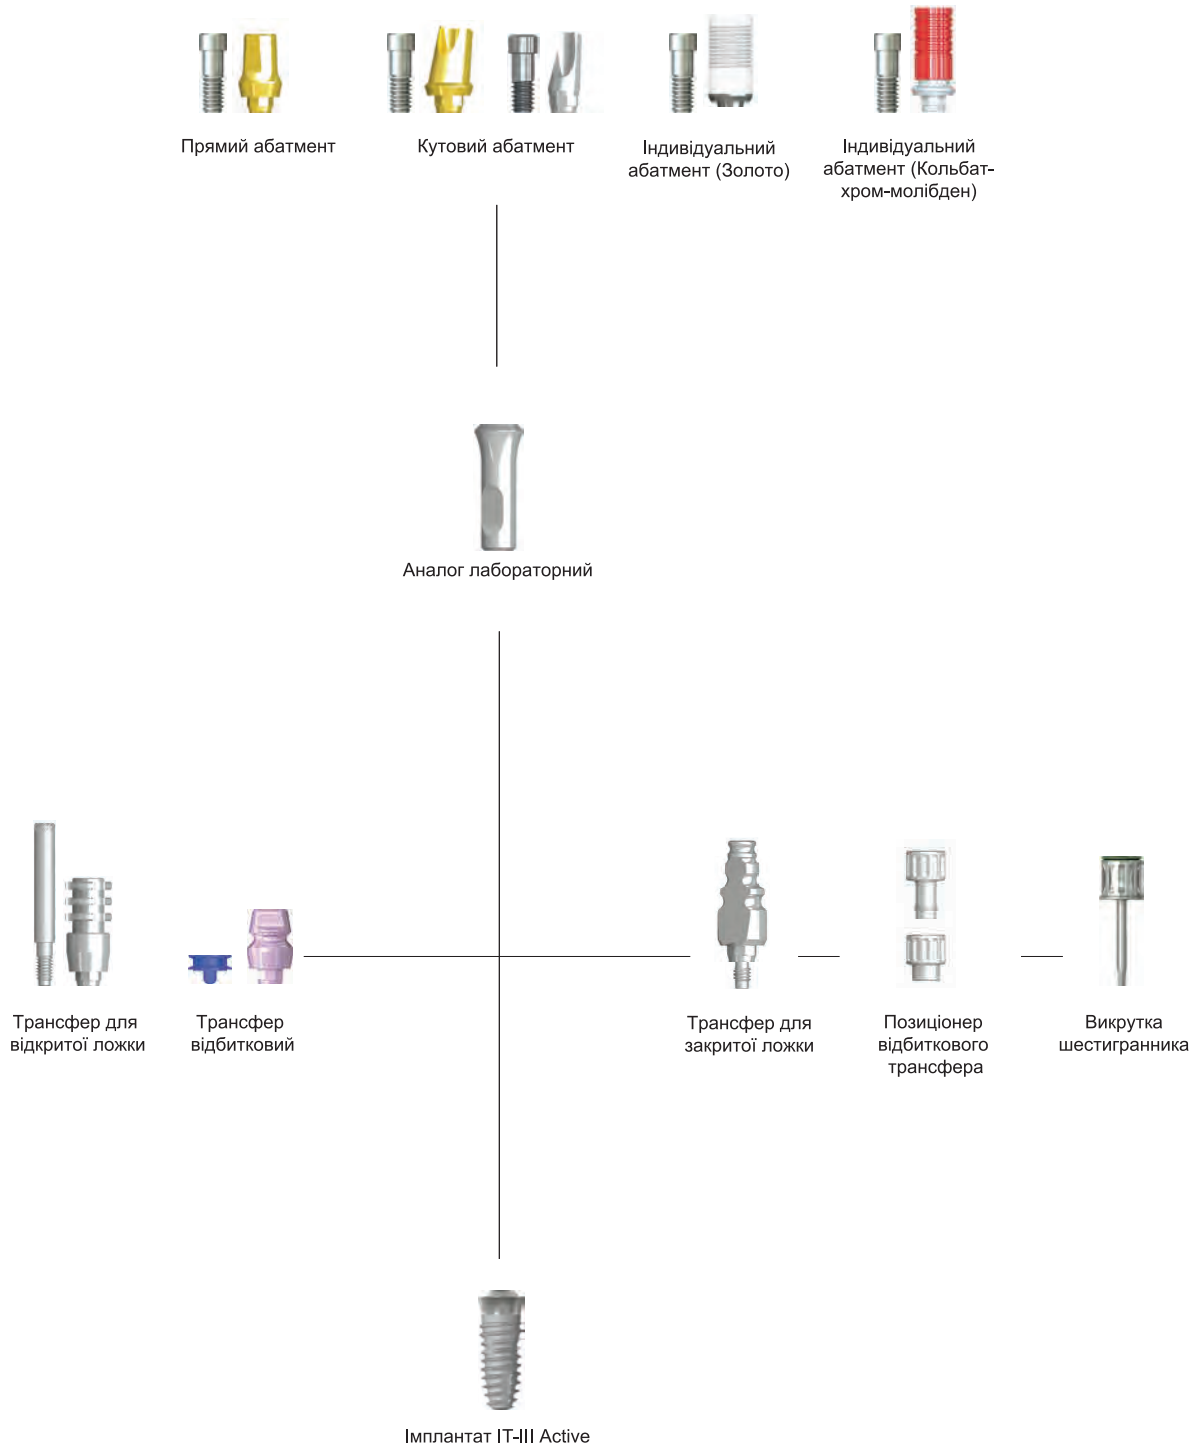 Прямий абатмент
Кутовий абатмент
Індивідуальний
абатмент (Золото)
Індивідуальний
абатмент (Кольбат-
хром-молібден)
Аналог лабораторний
Трансфер для
відкритої ложки
Трансфер
відбитковий
Трансфер для
закритої ложки
Позиціонер
відбиткового
трансфера
Викрутка
шестигранника
Імплантат IT-III Active